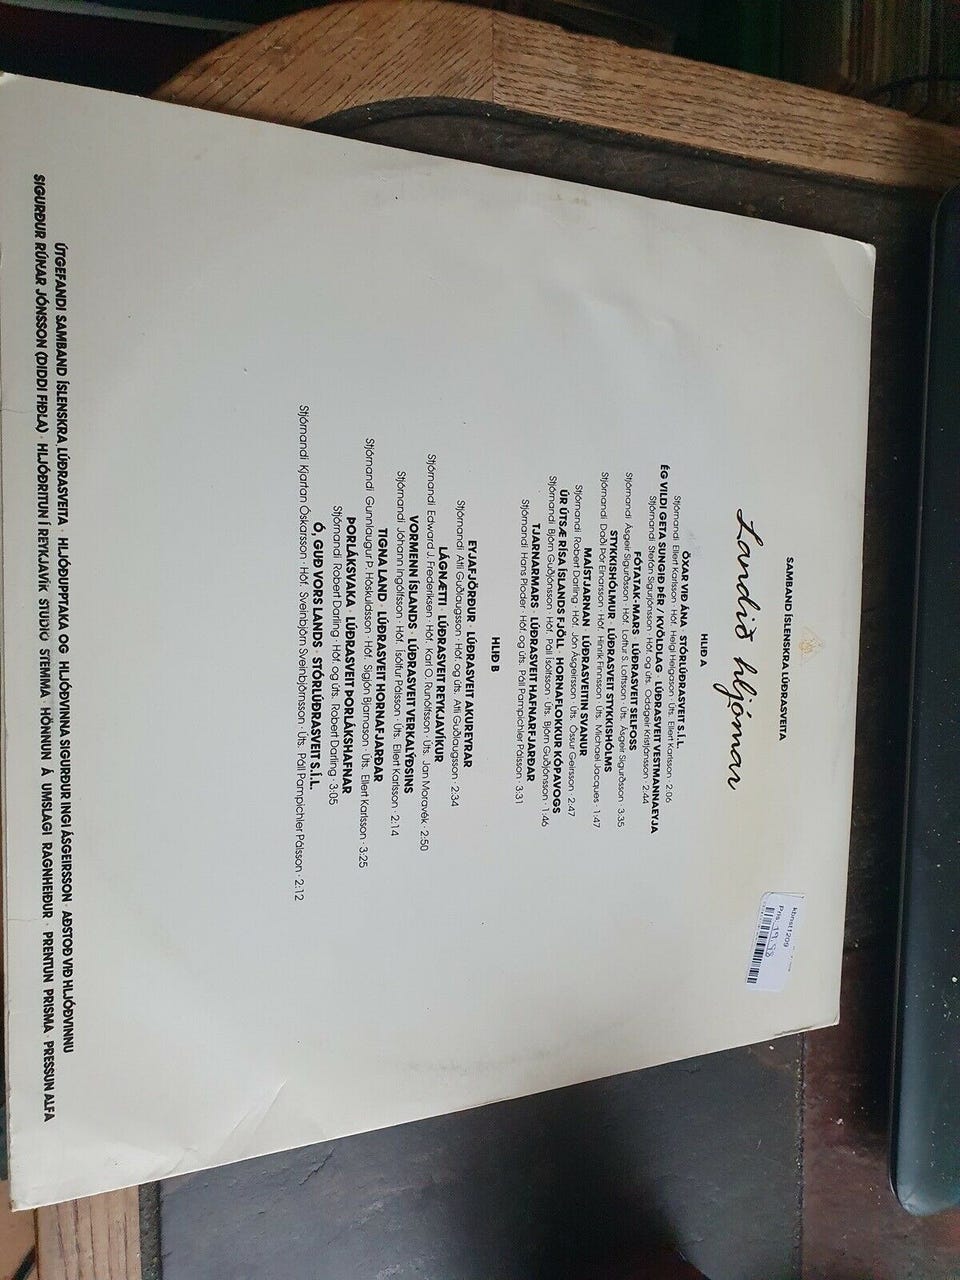 SAMBAND ÍSLENSKRA LÚÐRASVEITA
Landið hljómar
HLIÐ A
ÖXAR VIÐ ÁNA · STÓRLÚÐRASVEIT S.Í.L.
Stjórnandi Ellert Karlsson · Höf. Helgi Helgason · Úts. Ellert Karlsson · 2:06
ÉG VILDI GETA SUNGIÐ ÞÉR / KVÖLDLAG · LÚÐRASVEIT VESTMANNAEYJA
Stjórnandi Stefán Sigurjónsson · Höf. og úts. Oddgeir Kristjánsson · 2:44
FÓTATAK-MARS · LÚÐRASVEIT SELFOSS
Stjórnandi Ásgeir Sigurðsson · Höf. Loftur S. Loftsson · Úts. Ásgeir Sigurðsson · 3:35
STYKKISHÓLMUR · LÚÐRASVEIT STYKKISHÓLMS
Stjórnandi Daði Þór Einarsson · Höf. Hinrik Finnsson · Úts. Michael Jacques · 1:47
MAÍSTJARNAN · LÚÐRASVEITIN SVANUR
Stjórnandi Robert Darling · Höf. Jón Ásgeirsson · Úts. Össur Geirsson · 2:47
ÚR ÚTSÆ RÍSA ÍSLANDS FJÖLL · HORNAFLOKKUR KÓPAVOGS
Stjórnandi Björn Guðjónsson · Höf. Páll Ísólfsson · Úts. Björn Guðjónsson · 1:46
TJARNARMARS · LÚÐRASVEIT HAFNARFJARÐAR
Stjórnandi Hans Ploder · Höf. og úts. Páll Pampichler Pálsson · 3:31
HLIÐ B
EYJAFJÖRÐUR · LÚÐRASVEIT AKUREYRAR
Stjórnandi Atli Guðlaugsson · Höf. og úts. Atli Guðlaugsson · 2:34
LÁGNÆTTI · LÚÐRASVEIT REYKJAVÍKUR
Stjórnandi Edward J. Frederiksen · Höf. Karl O. Runólfsson · Úts. Jan Moravék · 2:50
VORMENN ÍSLANDS · LÚÐRASVEIT VERKALÝÐSINS
Stjórnandi Jóhann Ingólfsson · Höf. Ísólfur Pálsson · Úts. Ellert Karlsson · 2:14
TIGNA LAND · LÚÐRASVEIT HORNAFJARÐAR
Stjórnandi Gunnlaugur Þ. Höskuldsson · Höf. Sigjón Bjarnason · Úts. Ellert Karlsson · 3:25
ÞORLÁKSVAKA · LÚÐRASVEIT ÞORLÁKSHAFNAR
Stjórnandi Robert Darling · Höf. og úts. Robert Darling · 3:05
Ó, GUÐ VORS LANDS · STÓRLÚÐRASVEIT S.Í.L.
Stjórnandi Kjartan Óskarsson · Höf. Sveinbjörn Sveinbjörnsson · Úts. Páll Pampichler Pálsson · 2:12
ÚTGEFANDI SAMBAND ÍSLENSKRA LÚÐRASVEITA · HLJÓÐUPPTAKA OG HLJÓÐVINNA SIGURÐUR INGI ÁSGEIRSSON · AÐSTOÐ VIÐ HLJÓÐVINNU
SIGURÐUR RÚNAR JÓNSSON (DIDDI FIÐLA) · HLJÓÐRITUN Í REYKJAVÍK STUDIO STEMMA · HÖNNUN Á UMSLAGI RAGNHEIÐUR · PRENTUN PRISMA · PRESSUN ALFA
kbnst1209
Pris: